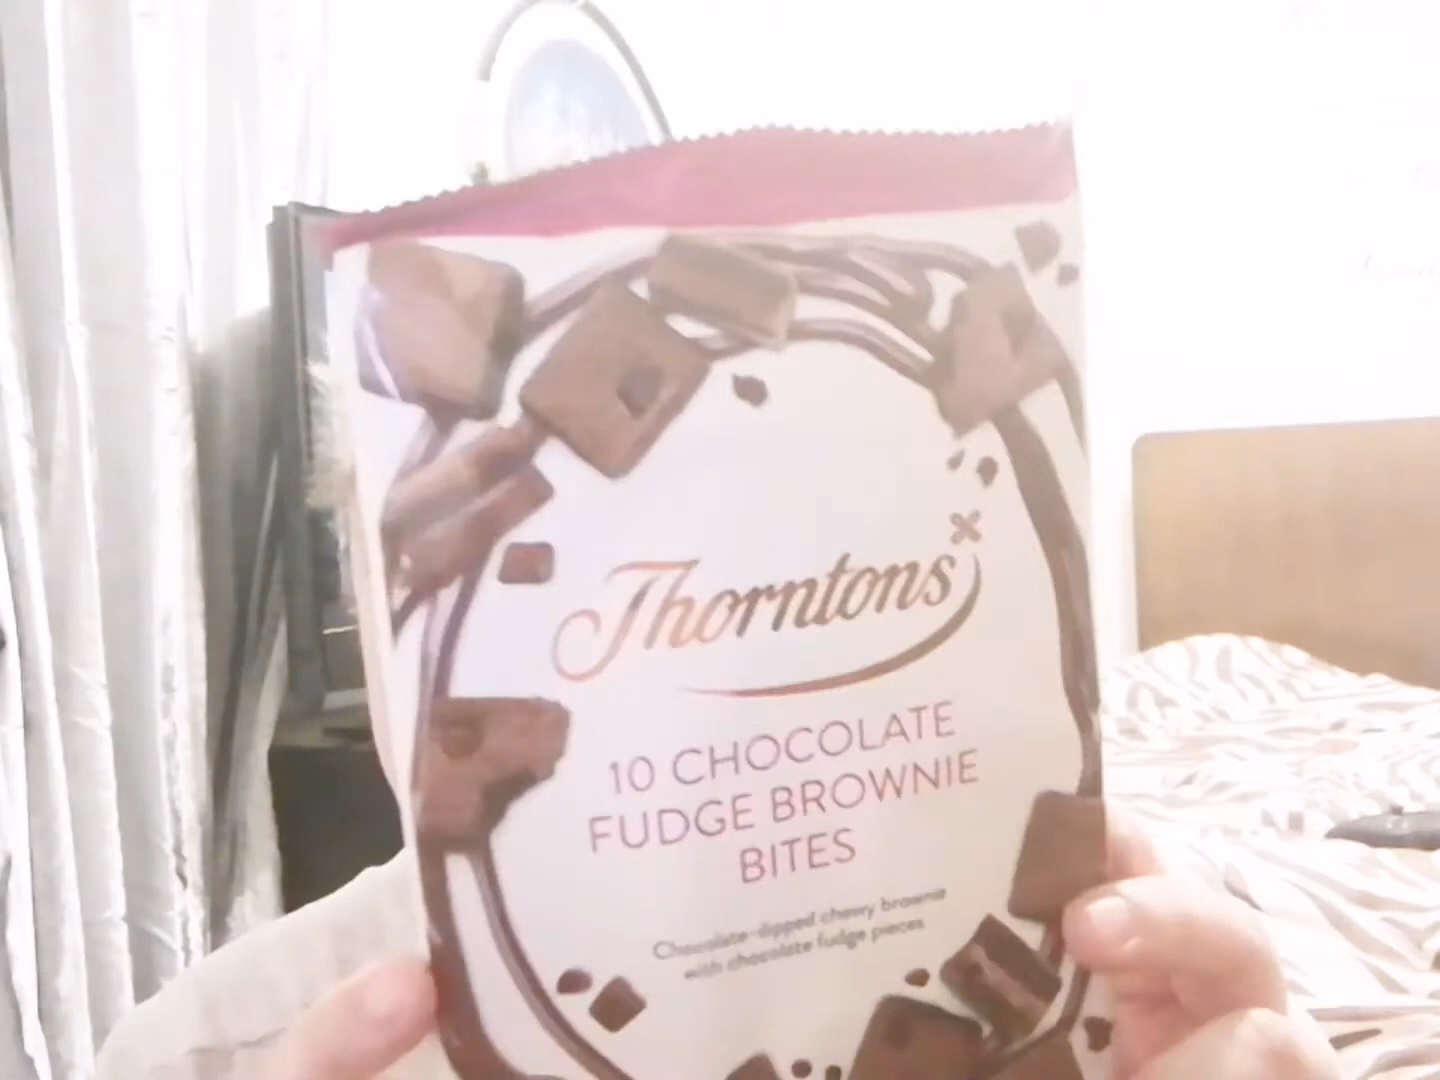 Thorntons
10 CHOCOLATE
FUDGE BROWNIE
BITES
Chocolate-dipped chewy brownie
with chocolate fudge pieces